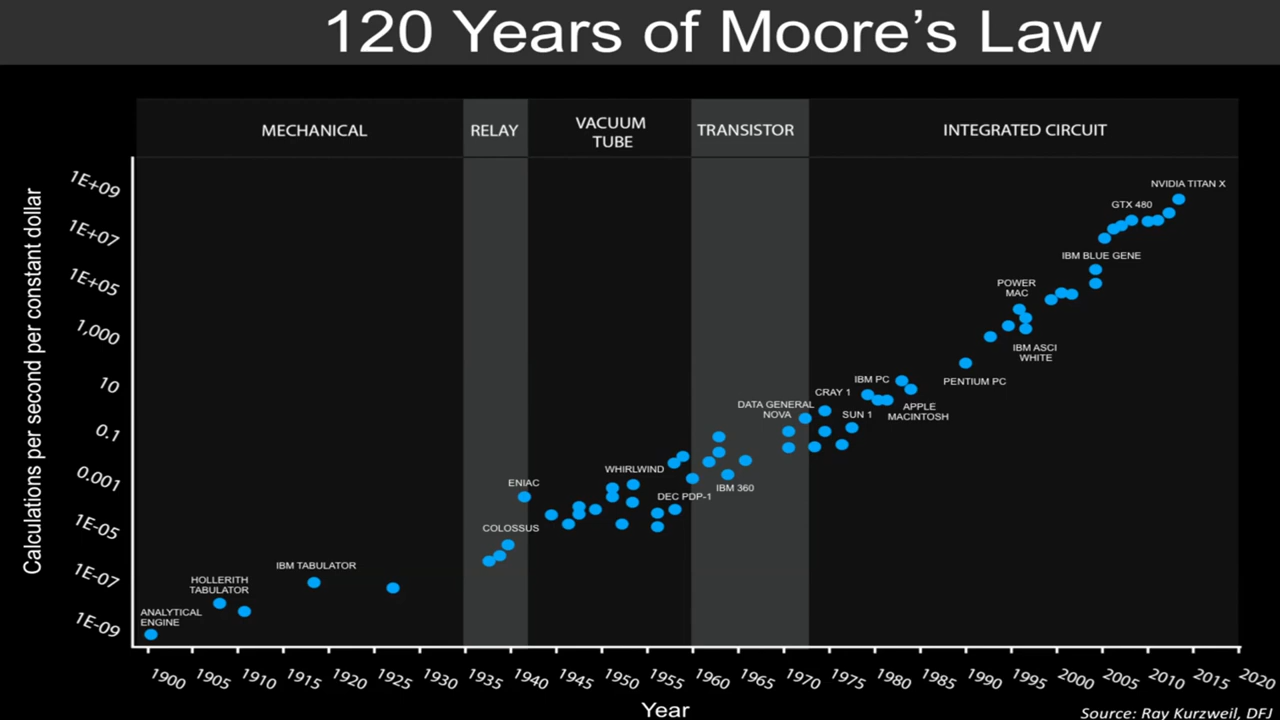 120 Years of Moore's Law
MECHANICAL
RELAY
VACUUM
TUBE
TRANSISTOR
INTEGRATED CIRCUIT
Calculations per second per constant dollar
1E+09
1E+07
1E+05
1,000
10
0.1
0.001
1E-05
1E-07
1E-09
ANALYTICAL
ENGINE
HOLLERITH
TABULATOR
IBM TABULATOR
COLOSSUS
ENIAC
WHIRLWIND
DEC PDP-1
IBM 360
DATA GENERAL
NOVA
CRAY 1
SUN 1
IBM PC
APPLE
MACINTOSH
PENTIUM PC
POWER
MAC
IBM ASCI
WHITE
IBM BLUE GENE
GTX 480
NVIDIA TITAN X
1900 1905 1910 1915 1920 1925 1930 1935 1940 1945 1950 1955 1960 1965 1970 1975 1980 1985 1990 1995 2000 2005 2010 2015 2020
Year
Source: Ray Kurzweil, DFJ